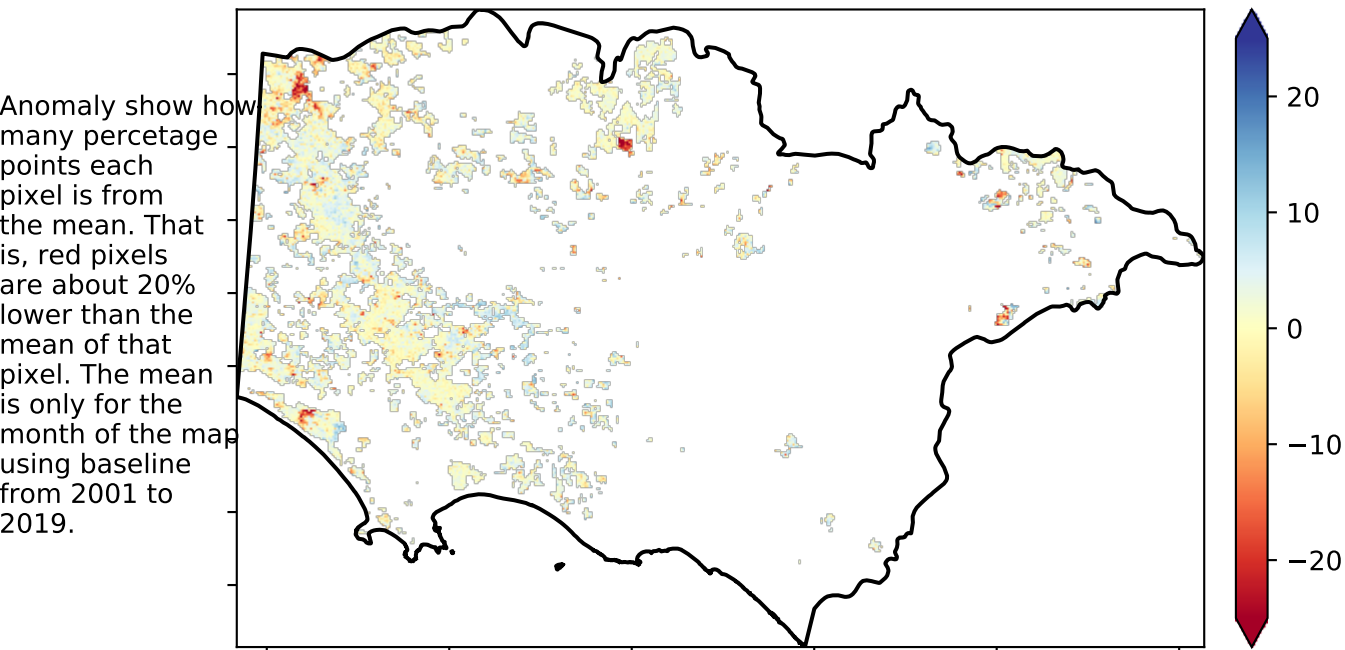 Anomaly show how
many percetage
points each
pixel is from
the mean. That
is, red pixels
are about 20%
lower than the
mean of that
pixel. The mean
is only for the
month of the map
using baseline
from 2001 to
2019.
20
10
0
−10
−20